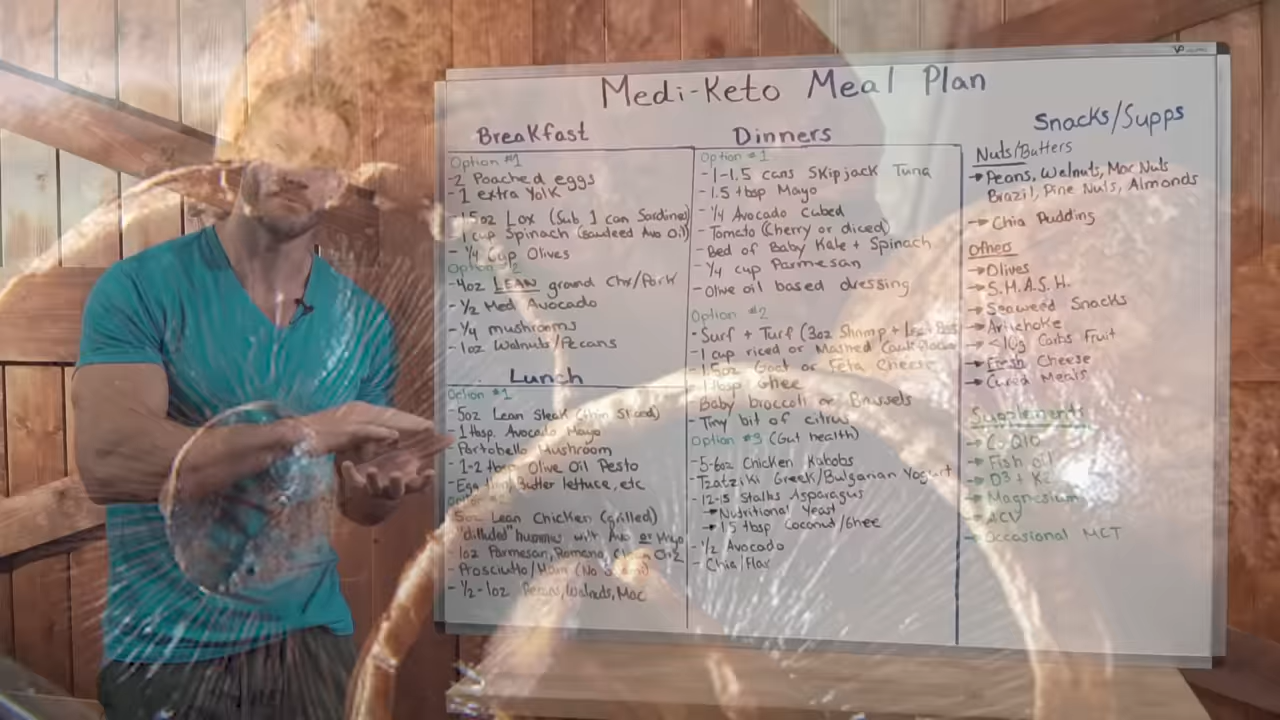 Medi-Keto Meal Plan
Breakfast
Option #1
-2 Poached eggs
-1 extra Yolk
1.5oz Lox (Sub 1 can Sardine)
1 cup Spinach (sauteed Avo Oil)
- 1/4 Cup Olives
Option #2
-4oz LEAN ground Chx/Pork
-1/2 Med Avocado
-1/4 mushrooms
-1oz Walnuts/Pecans
Lunch
Option #1
-5oz Lean Steak (thin sliced)
-1 tbsp. Avocado Mayo
-Portobello Mushroom
-1-2 tbsp Olive Oil Pesto
-Egg Butter lettuce, etc
5oz Lean Chicken (grilled)
"dilluted" hummus with Avo or Mayo
-1oz Parmesan, Romano,
-Prosciutto/Ham (No
- 1/2-1oz Pecans, Walnuts, Mac
Dinners
Option #1
-1-1.5 cans Skipjack Tuna
-1.5 tbsp Mayo
-1/4 Avocado Cubed
-Tomato (Cherry or diced)
-Bed of Baby Kale + Spinach
-1/4 cup Parmesan
-Olive oil based dressing
Option #2
-Surf + Turf (3oz Shrimp +
-1 cup riced or Mashed Cauliflower
-1.5oz Goat or Feta Cheese
-1 tbsp Ghee
-Baby broccoli or Brussels
-Tiny bit of citrus
Option #3 (Gut health)
-5-6oz Chicken Kabobs
-Tzatziki Greek/Bulgarian Yogurt
-12-15 Stalks Asparagus
→Nutritional Yeast
→1.5 tbsp Coconut/Ghee
-1/2 Avocado
-Chia/Flax
Snacks/Supps
Nuts/Butters
→Pecans, Walnuts, Mac Nuts
Brazil, Pine Nuts, Almonds
→Chia Pudding
Others
→Olives
→S.M.A.S.H.
→Seaweed Snacks
→Artichoke
→<10g Carbs Fruit
→Fresh Cheese
→Cured Meats
Supplements
→CoQ10
→Fish oil
→D3 + K2
→Magnesium
→ACV
→Occasional MCT